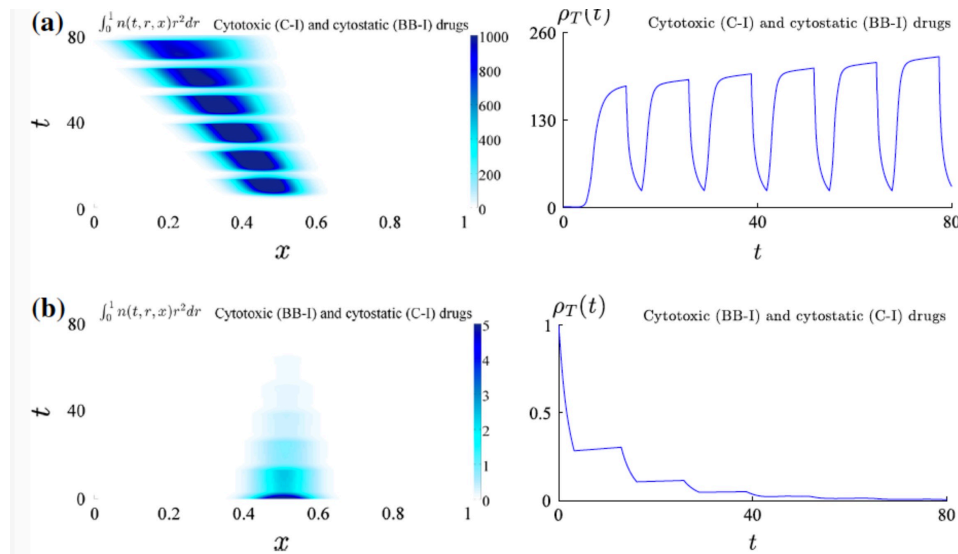 (a)
∫₀¹ n(t, r, x)r²dr Cytotoxic (C-I) and cytostatic (BB-I) drugs
80
40
0
t
0 0.2 0.4 0.6 0.8 1
x
1000
800
600
400
200
0
ρ_T(t)
Cytotoxic (C-I) and cytostatic (BB-I) drugs
260
130
0
0 40 80
t
(b)
∫₀¹ n(t, r, x)r²dr Cytotoxic (BB-I) and cytostatic (C-I) drugs
80
40
0
t
0 0.2 0.4 0.6 0.8 1
x
5
4
3
2
1
0
ρ_T(t)
Cytotoxic (BB-I) and cytostatic (C-I) drugs
1
0.5
0
0 40 80
t